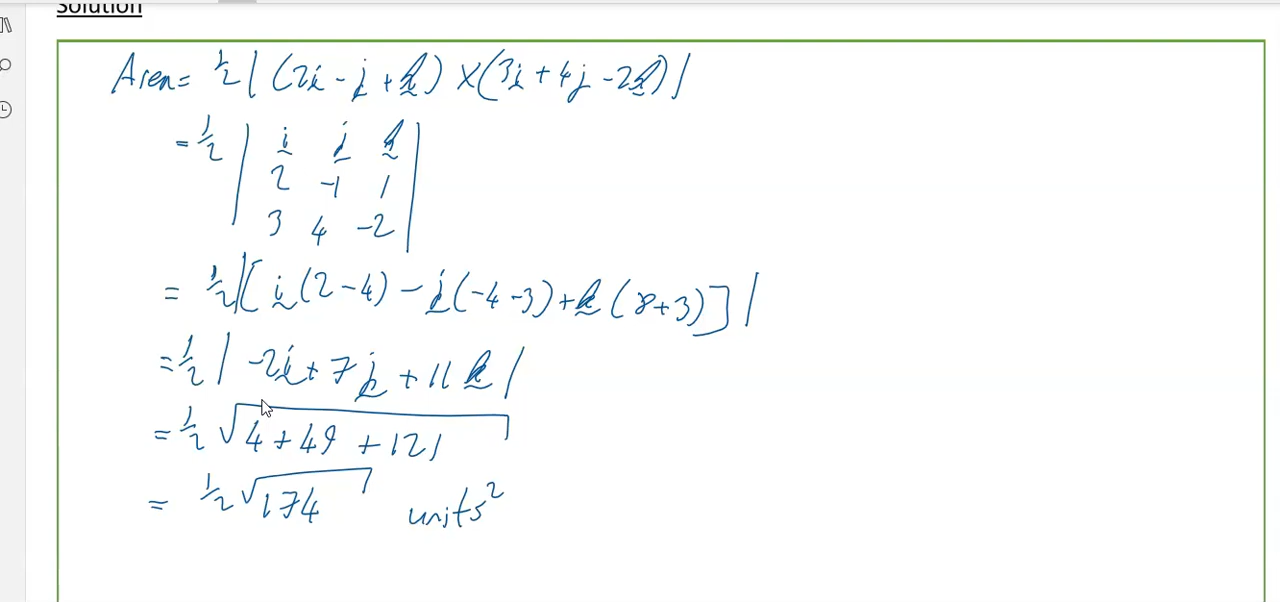 Solution
Area= ½|(2i-j+k)×(3i+4j-2k)|
=½| i j k |
2 -1 1
3 4 -2
= ½|[i(2-4)-j(-4-3)+k(8+3)]|
=½|-2i+7j+11k|
=½√4+49+121
= ½√174 units²